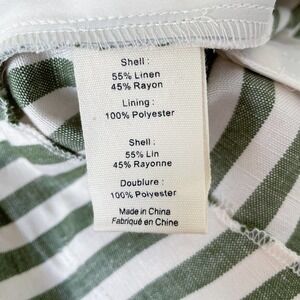 Shell :
55% Linen
45% Rayon
Lining :
100% Polyester
Shell :
55% Lin
45% Rayonne
Doublure :
100% Polyester
Made in China
Fabriqué en Chine